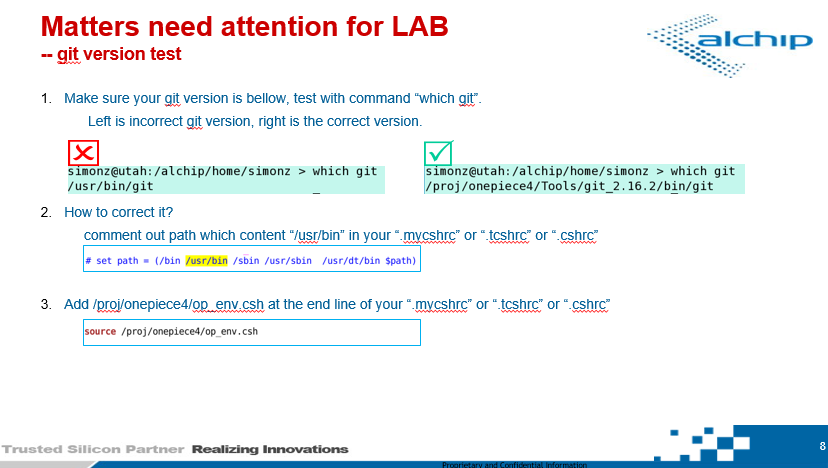 Matters need attention for LAB
-- git version test
alchip
1. Make sure your git version is bellow, test with command “which git”.
Left is incorrect git version, right is the correct version.
simonz@utah:/alchip/home/simonz > which git
/usr/bin/git
simonz@utah:/alchip/home/simonz > which git
/proj/onepiece4/Tools/git_2.16.2/bin/git
2. How to correct it?
comment out path which content “/usr/bin” in your “.mycshrc” or “.tcshrc” or “.cshrc”
# set path = (/bin /usr/bin /sbin /usr/sbin /usr/dt/bin $path)
3. Add /proj/onepiece4/op_env.csh at the end line of your “.mycshrc” or “.tcshrc” or “.cshrc”
source /proj/onepiece4/op_env.csh
Trusted Silicon Partner Realizing Innovations
8
Proprietary and Confidential Information